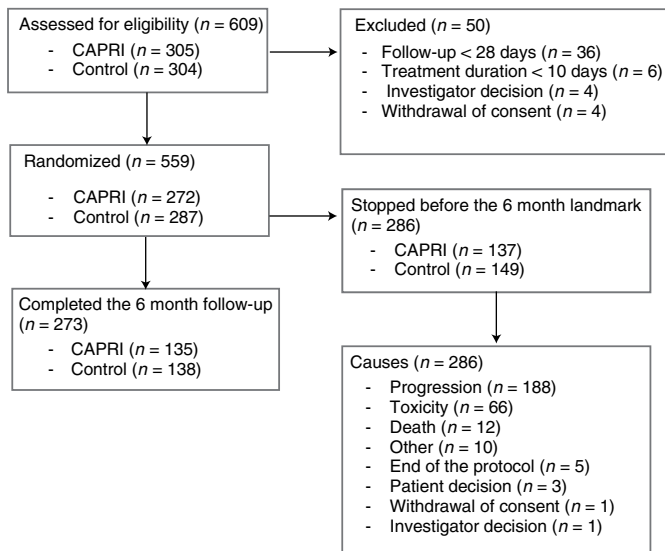 Assessed for eligibility (n = 609)
- CAPRI (n = 305)
- Control (n = 304)
Excluded (n = 50)
- Follow-up < 28 days (n = 36)
- Treatment duration < 10 days (n = 6)
- Investigator decision (n = 4)
- Withdrawal of consent (n = 4)
Randomized (n = 559)
- CAPRI (n = 272)
- Control (n = 287)
Stopped before the 6 month landmark
(n = 286)
- CAPRI (n = 137)
- Control (n = 149)
Completed the 6 month follow-up
(n = 273)
- CAPRI (n = 135)
- Control (n = 138)
Causes (n = 286)
- Progression (n = 188)
- Toxicity (n = 66)
- Death (n = 12)
- Other (n = 10)
- End of the protocol (n = 5)
- Patient decision (n = 3)
- Withdrawal of consent (n = 1)
- Investigator decision (n = 1)